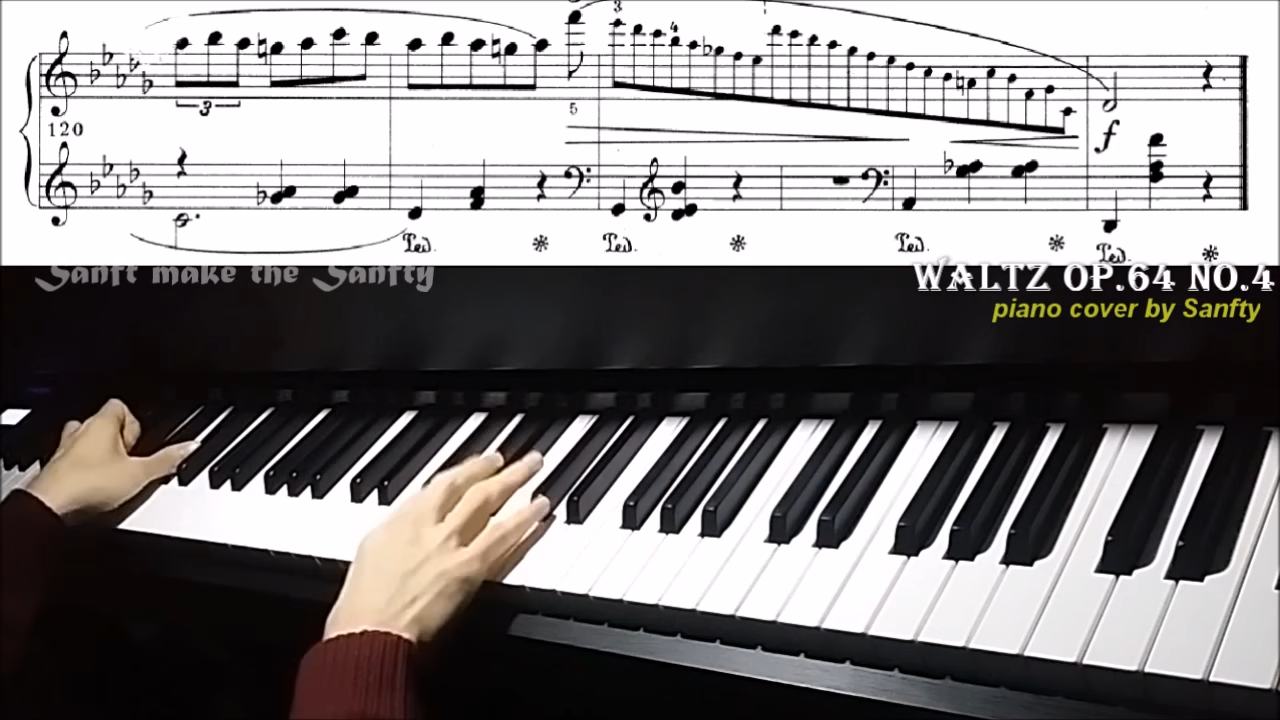 3 4
3
120
5
f
Ped. * Ped. * Ped. * Ped. *
Sanft make the Sanfty
WALTZ OP.64 NO.4
piano cover by Sanfty